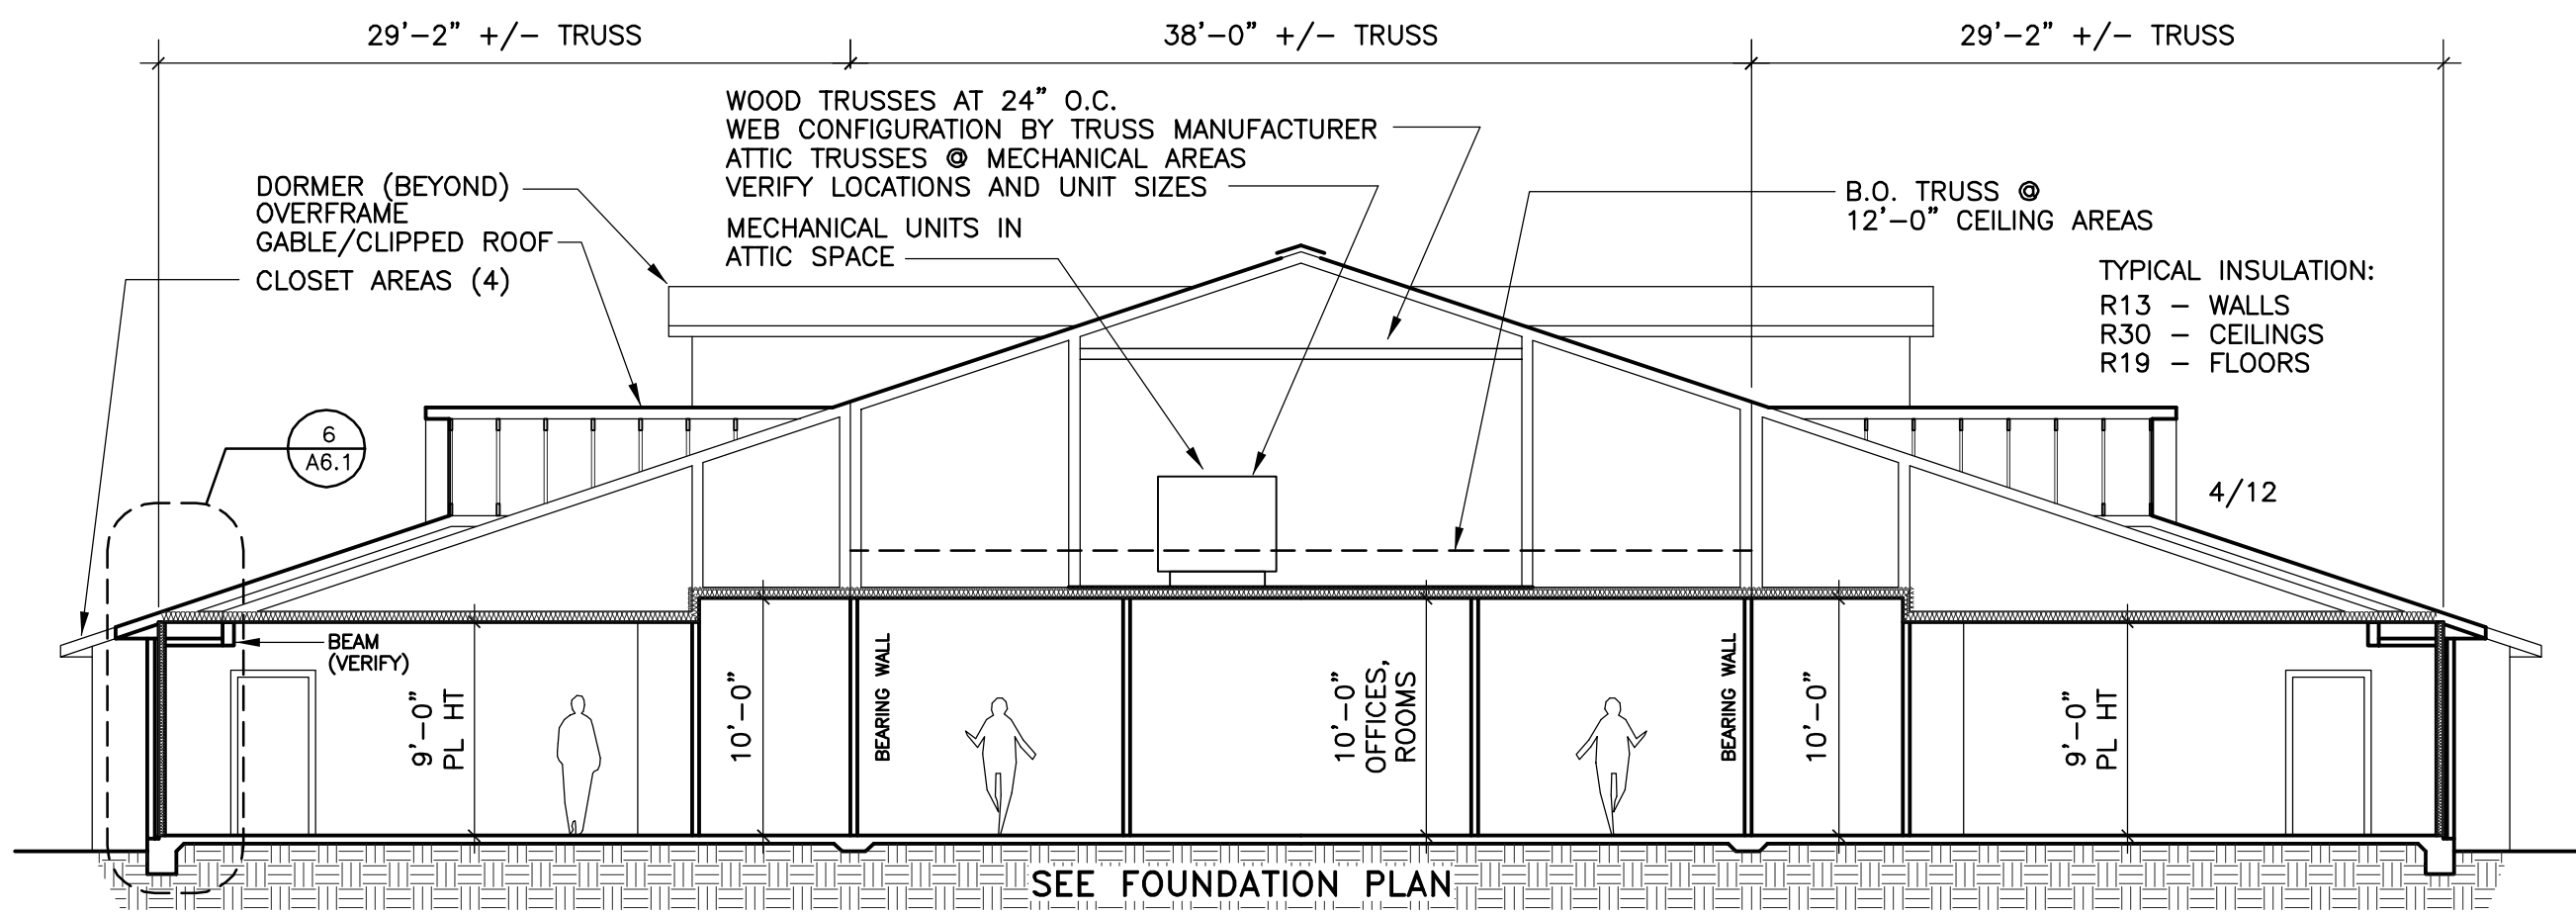 29'-2" +/- TRUSS
38'-0" +/- TRUSS
29'-2" +/- TRUSS
WOOD TRUSSES AT 24" O.C.
WEB CONFIGURATION BY TRUSS MANUFACTURER
ATTIC TRUSSES @ MECHANICAL AREAS
VERIFY LOCATIONS AND UNIT SIZES
MECHANICAL UNITS IN
ATTIC SPACE
DORMER (BEYOND)
OVERFRAME
GABLE/CLIPPED ROOF
CLOSET AREAS (4)
B.O. TRUSS @
12'-0" CEILING AREAS
TYPICAL INSULATION:
R13 - WALLS
R30 - CEILINGS
R19 - FLOORS
6
A6.1
4/12
BEAM
(VERIFY)
9'-0"
PL HT
10'-0"
BEARING WALL
10'-0"
OFFICES,
ROOMS
BEARING WALL
10'-0"
9'-0"
PL HT
SEE FOUNDATION PLAN